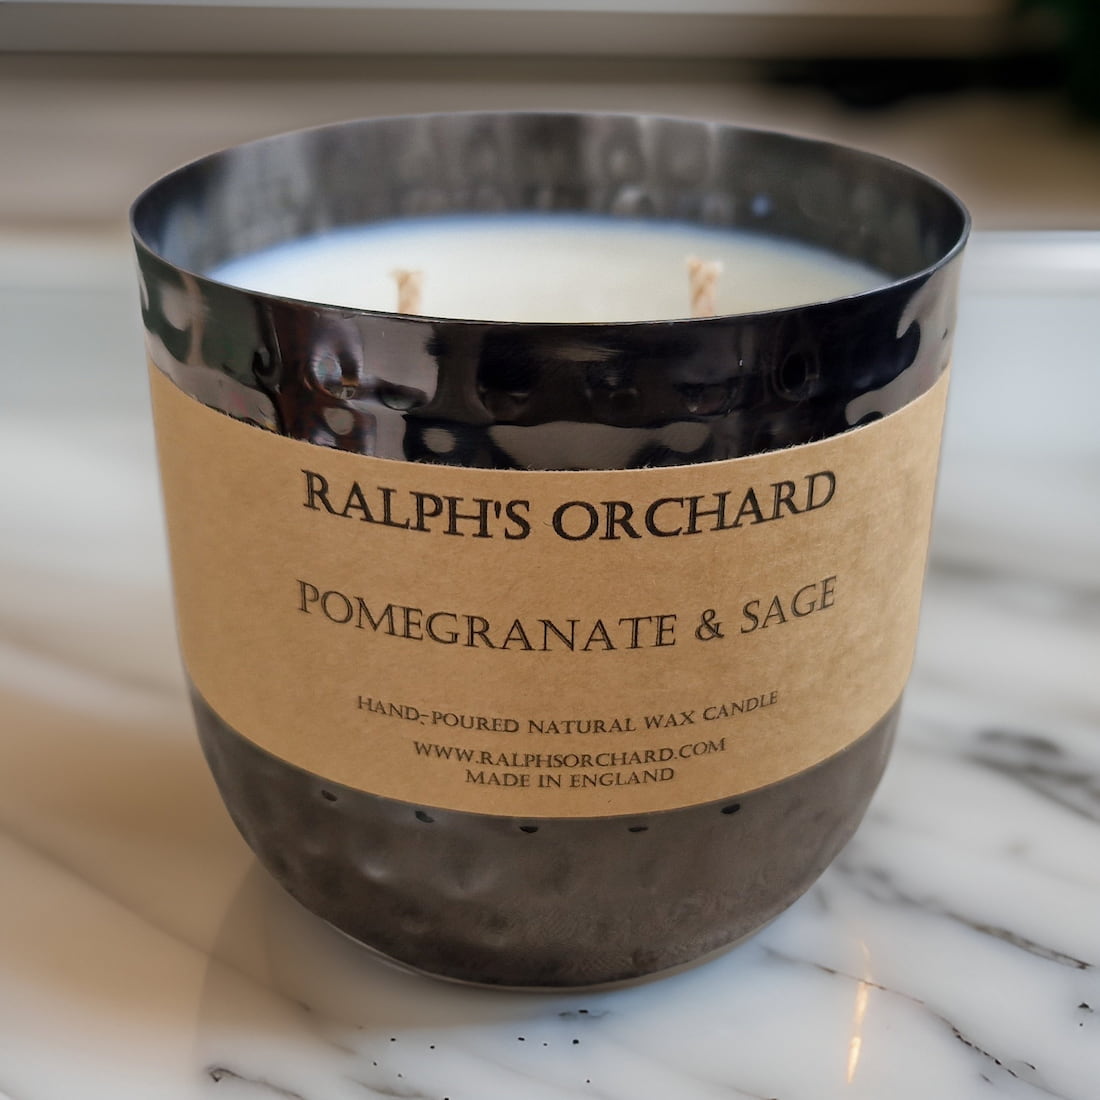 RALPH'S ORCHARD
POMEGRANATE & SAGE
HAND-POURED NATURAL WAX CANDLE
WWW.RALPHSORCHARD.COM
MADE IN ENGLAND